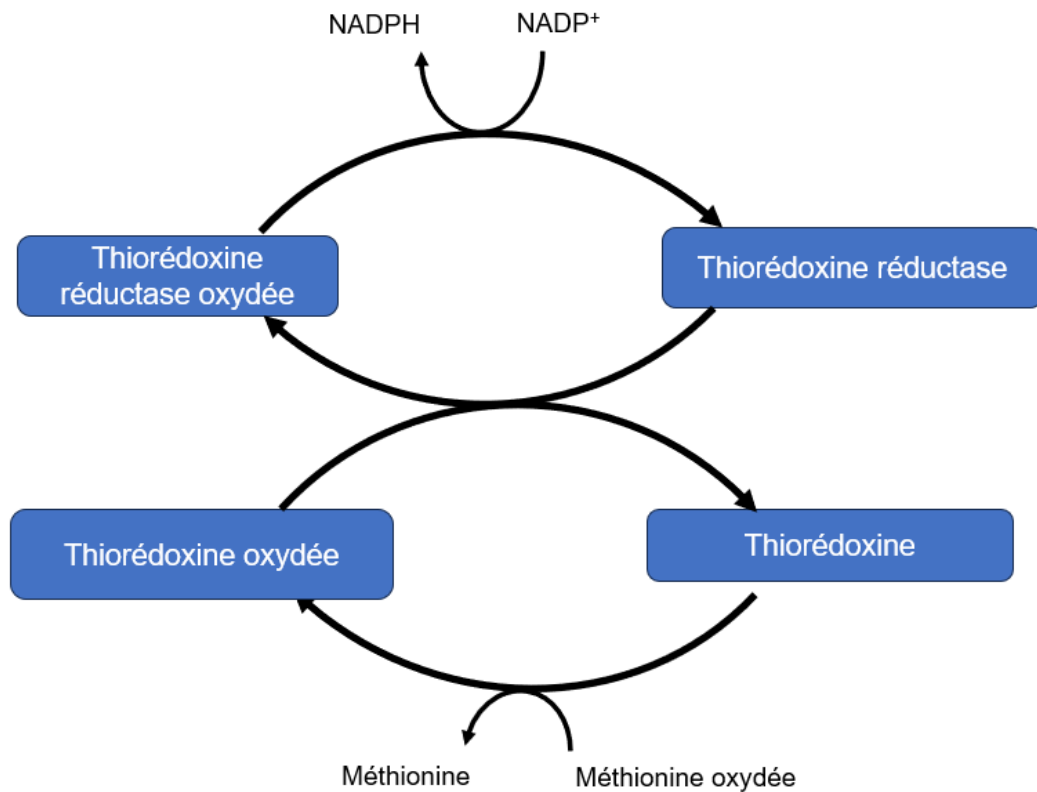 NADPH
NADP⁺
Thiorédoxine
réductase oxydée
Thiorédoxine réductase
Thiorédoxine oxydée
Thiorédoxine
Méthionine
Méthionine oxydée